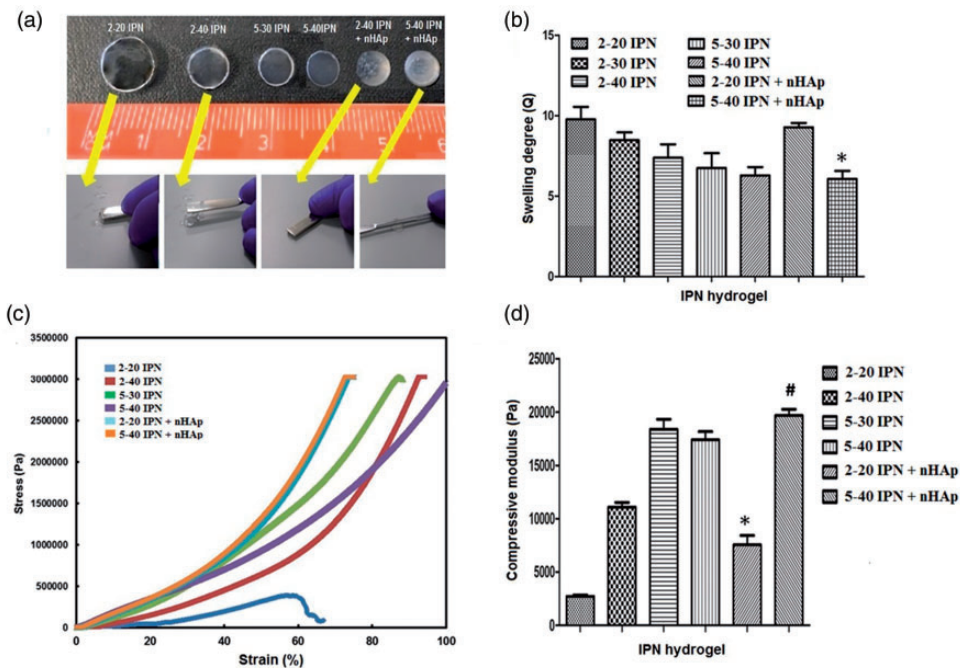 (a)
2-20 IPN
2-40 IPN
5-30 IPN
5-40IPN
2-40 IPN
+ nHAp
5-40 IPN
+ nHAp
1
2
3
4
5
6
(b)
2-20 IPN
2-30 IPN
2-40 IPN
5-30 IPN
5-40 IPN
2-20 IPN + nHAp
5-40 IPN + nHAp
Swelling degree (Q)
15
10
5
0
*
IPN hydrogel
(c)
Stress (Pa)
3500000
3000000
2500000
2000000
1500000
1000000
500000
0
2-20 IPN
2-40 IPN
5-30 IPN
5-40 IPN
2-20 IPN + nHAp
5-40 IPN + nHAp
0 20 40 60 80 100
Strain (%)
(d)
Compressive modulus (Pa)
25000
20000
15000
10000
5000
0
*
#
2-20 IPN
2-40 IPN
5-30 IPN
5-40 IPN
2-20 IPN + nHAp
5-40 IPN + nHAp
IPN hydrogel